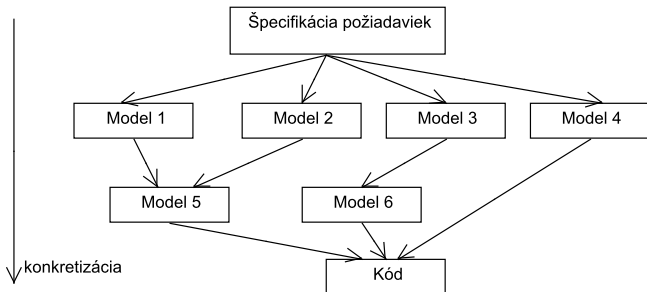 Špecifikácia požiadaviek
Model 1
Model 2
Model 3
Model 4
Model 5
Model 6
konkretizácia
Kód